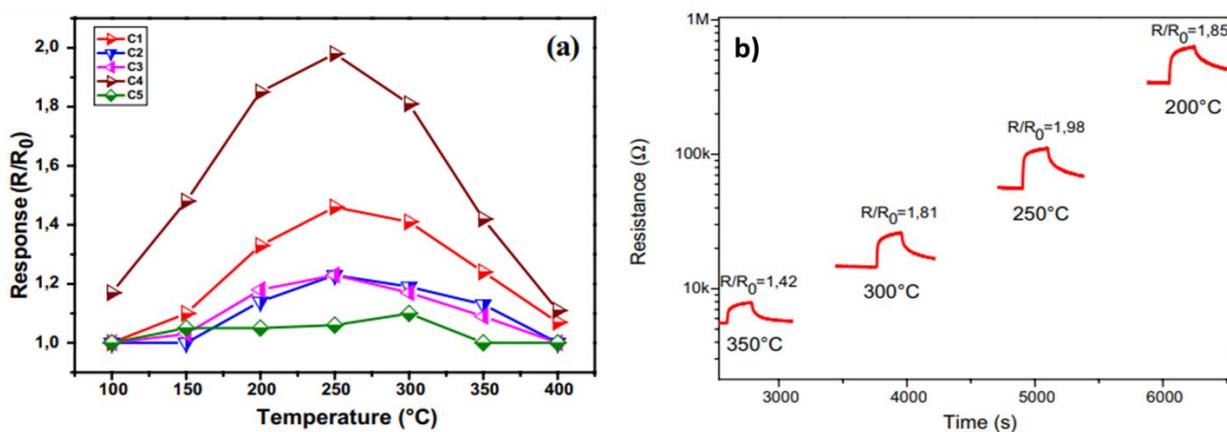 (a)
C1
C2
C3
C4
C5
2,0
1,8
1,6
1,4
1,2
1,0
Response (R/R0)
100 150 200 250 300 350 400
Temperature (°C)
b)
1M
100k
10k
Resistance (Ω)
R/R0=1,85
200°C
R/R0=1,98
250°C
R/R0=1,81
300°C
R/R0=1,42
350°C
3000 4000 5000 6000
Time (s)